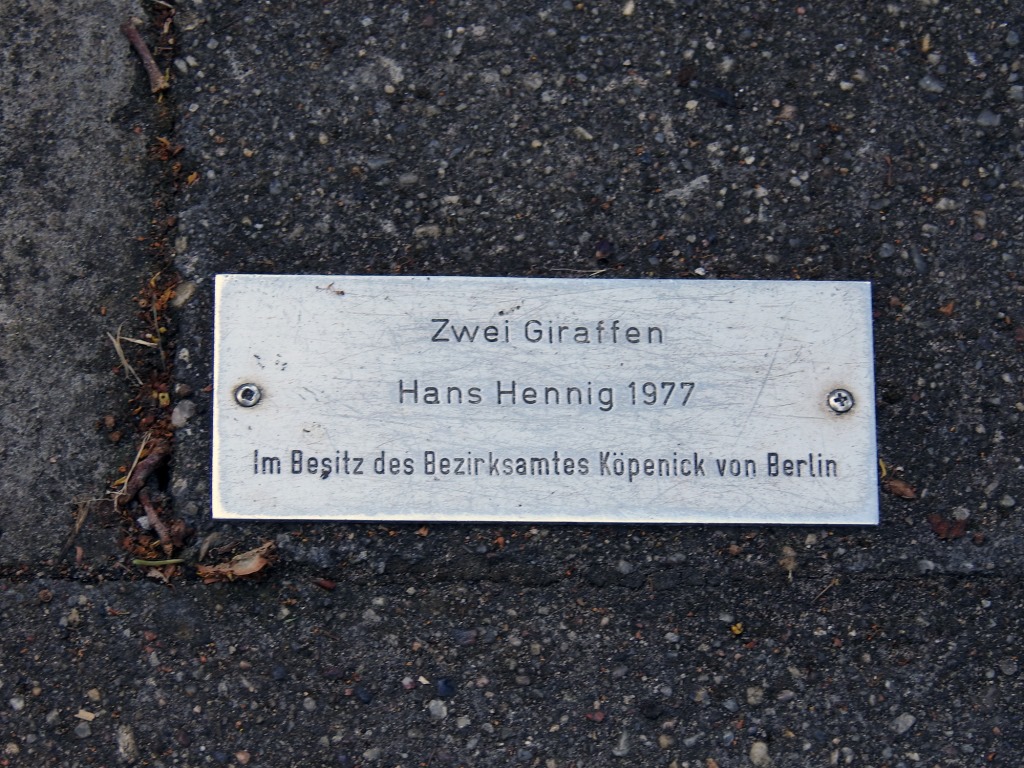 Zwei Giraffen
Hans Hennig 1977
Im Besitz des Bezirksamtes Köpenick von Berlin